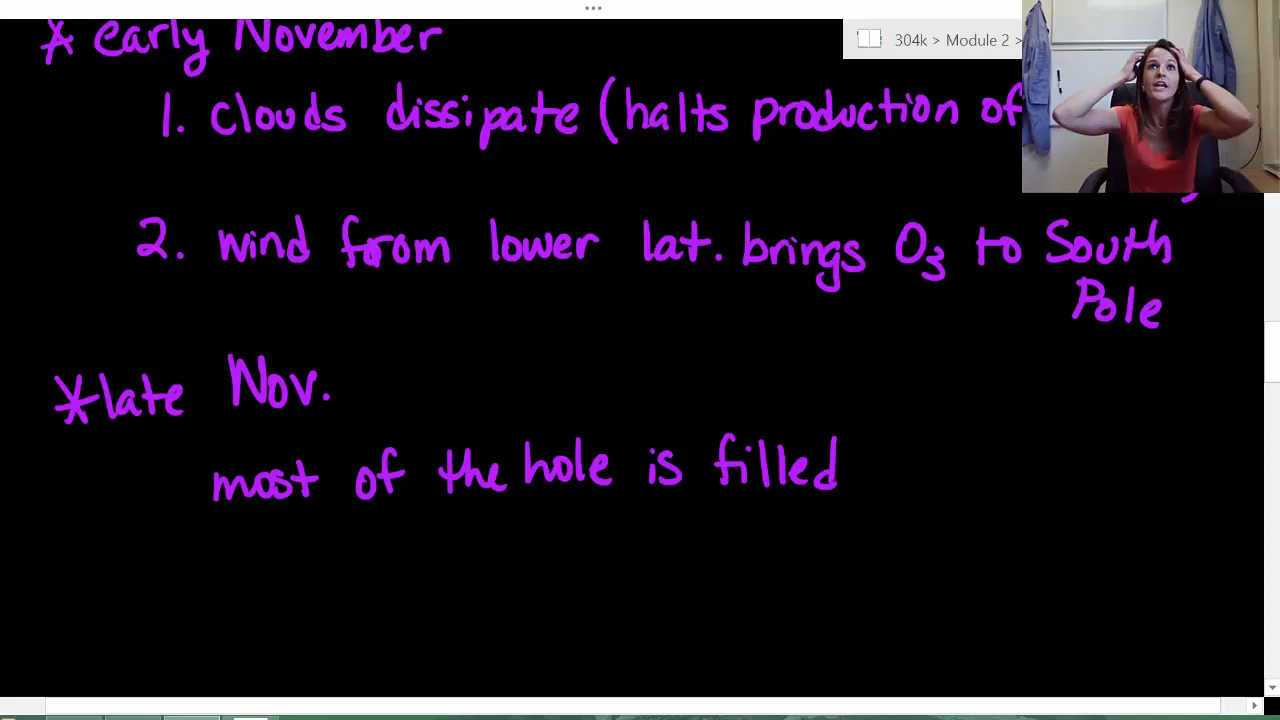 304k > Module 2 >
* early November
1. clouds dissipate (halts production of
2. wind from lower lat. brings O₃ to South
Pole
*late Nov.
most of the hole is filled